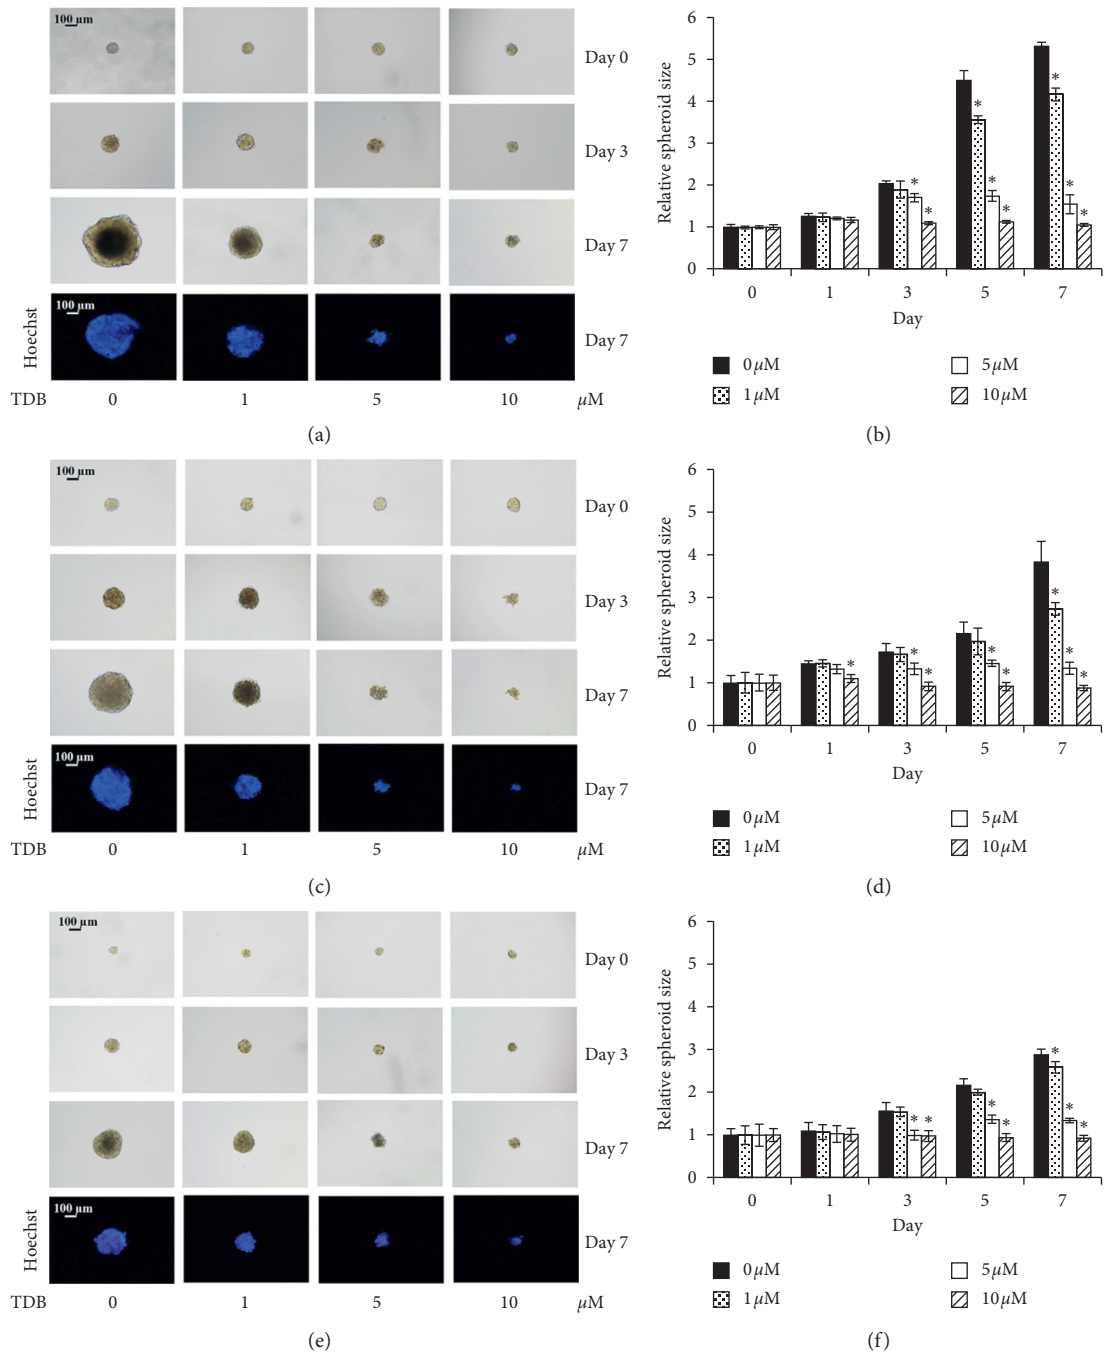 100 µm
Day 0
Day 3
Day 7
100 µm
Hoechst
Day 7
TDB 0 1 5 10 µM
(a)
6
5
4
3
2
1
0
Relative spheroid size
* * * * * * * *
0 1 3 5 7
Day
0 µM 5 µM
1 µM 10 µM
(b)
100 µm
Day 0
Day 3
Day 7
100 µm
Hoechst
Day 7
TDB 0 1 5 10 µM
(c)
6
5
4
3
2
1
0
Relative spheroid size
* * * * * * * *
0 1 3 5 7
Day
0 µM 5 µM
1 µM 10 µM
(d)
100 µm
Day 0
Day 3
Day 7
100 µm
Hoechst
Day 7
TDB 0 1 5 10 µM
(e)
6
5
4
3
2
1
0
Relative spheroid size
* * * * * * *
0 1 3 5 7
Day
0 µM 5 µM
1 µM 10 µM
(f)